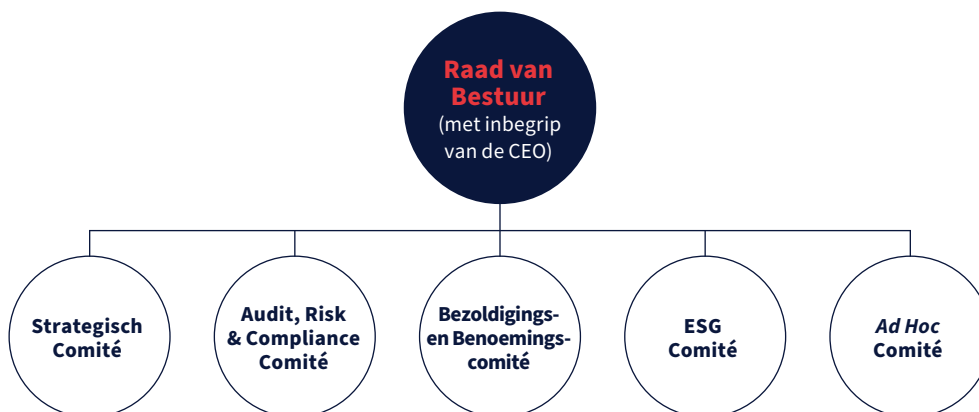 Raad van
Bestuur
(met inbegrip
van de CEO)
Strategisch
Comité
Audit, Risk
& Compliance
Comité
Bezoldigings-
en Benoemings-
comité
ESG
Comité
Ad Hoc
Comité